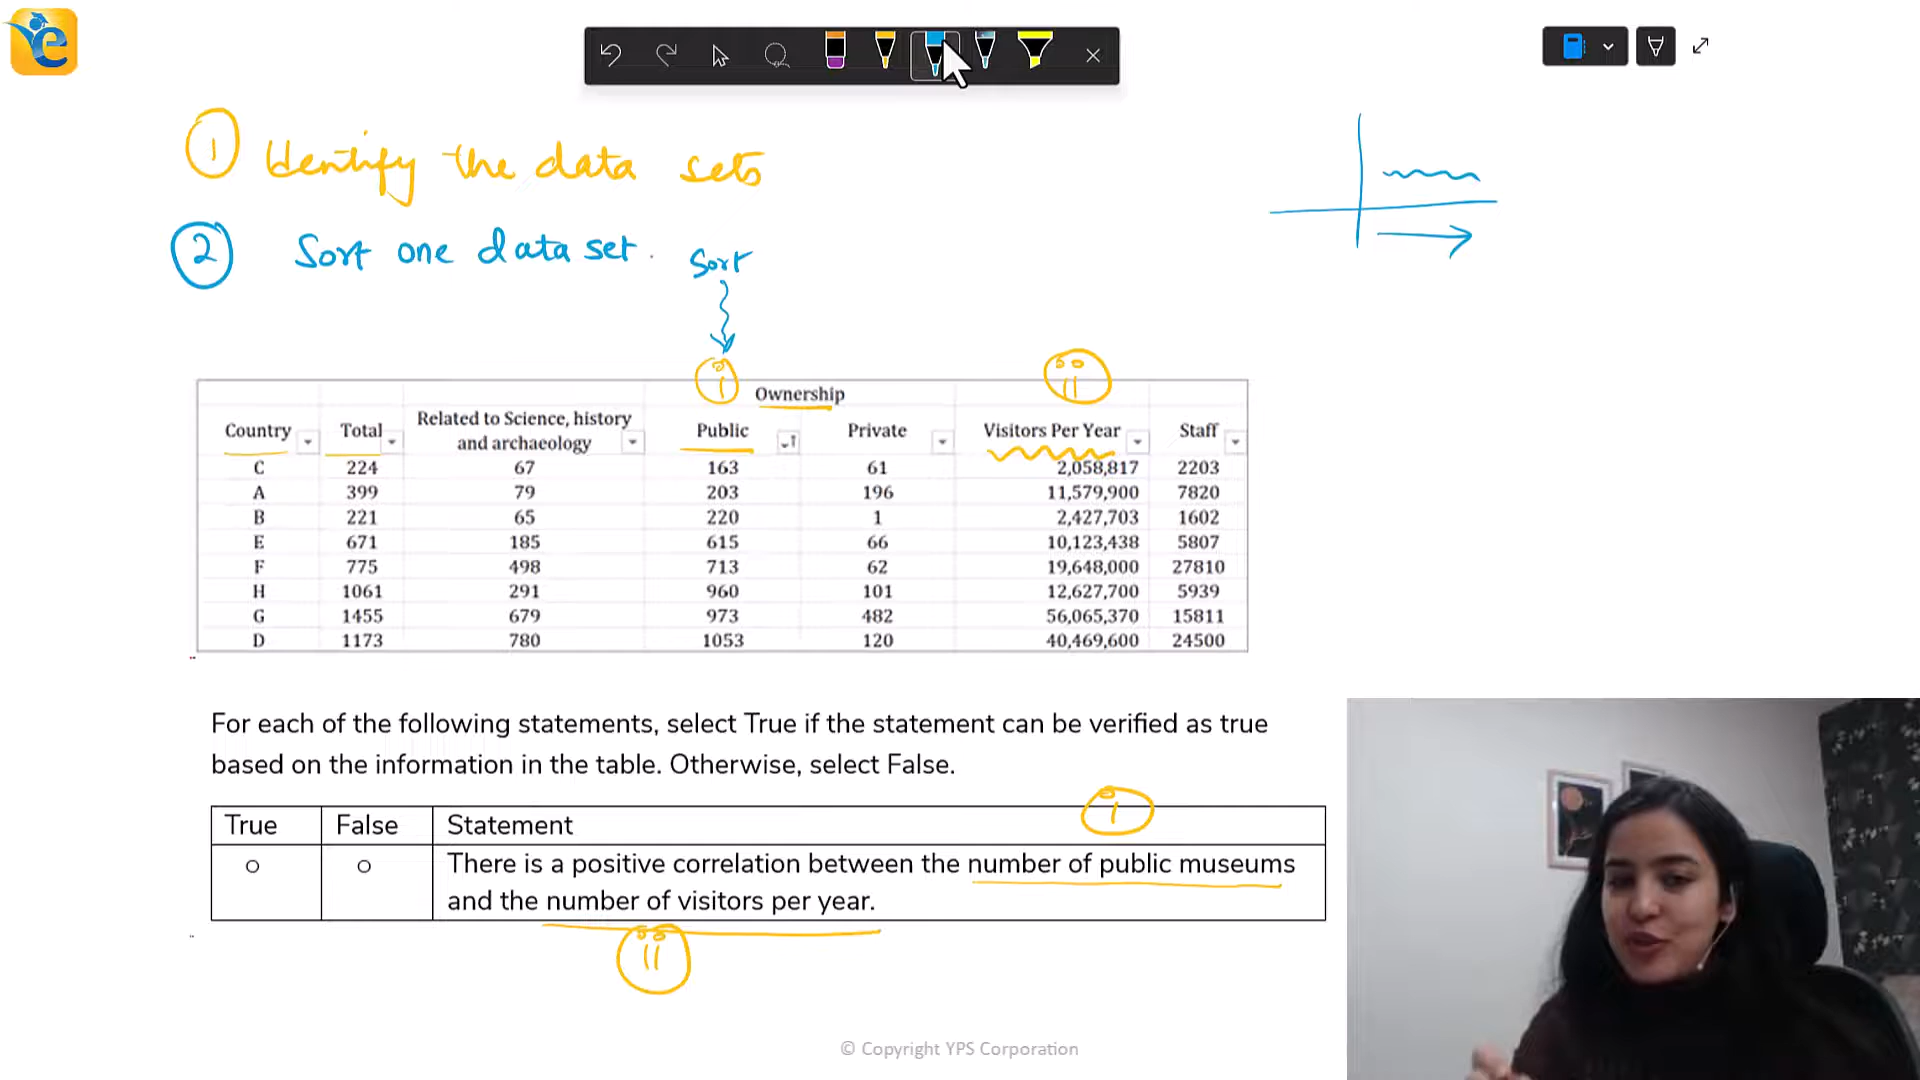 e
① Identify the data sets
② Sort one data set.
Sort
i
ii
Ownership
Country Total Related to Science, history and archaeology Public Private Visitors Per Year Staff
C 224 67 163 61 2,058,817 2203
A 399 79 203 196 11,579,900 7820
B 221 65 220 1 2,427,703 1602
E 671 185 615 66 10,123,438 5807
F 775 498 713 62 19,648,000 27810
H 1061 291 960 101 12,627,700 5939
G 1455 679 973 482 56,065,370 15811
D 1173 780 1053 120 40,469,600 24500
For each of the following statements, select True if the statement can be verified as true
based on the information in the table. Otherwise, select False.
i
True False Statement
There is a positive correlation between the number of public museums
and the number of visitors per year.
ii
© Copyright YPS Corporation